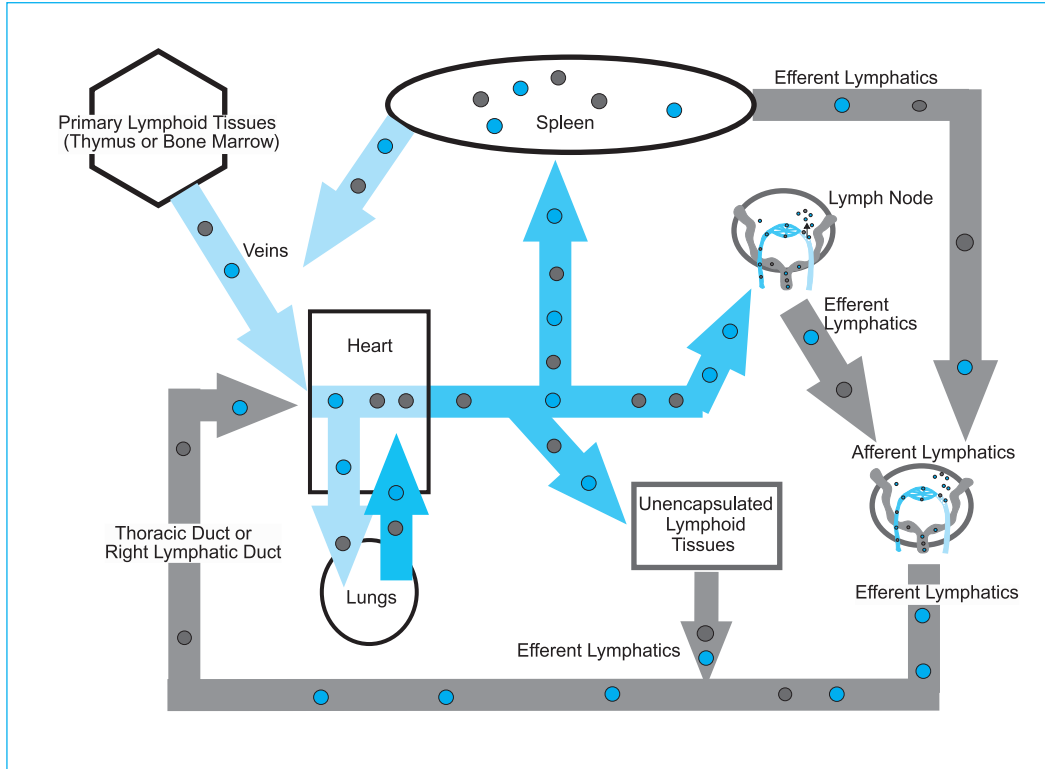 Efferent Lymphatics
Primary Lymphoid Tissues
(Thymus or Bone Marrow)
Spleen
Lymph Node
Veins
Efferent
Lymphatics
Heart
Afferent Lymphatics
Unencapsulated
Lymphoid
Tissues
Thoracic Duct or
Right Lymphatic Duct
Lungs
Efferent Lymphatics
Efferent Lymphatics